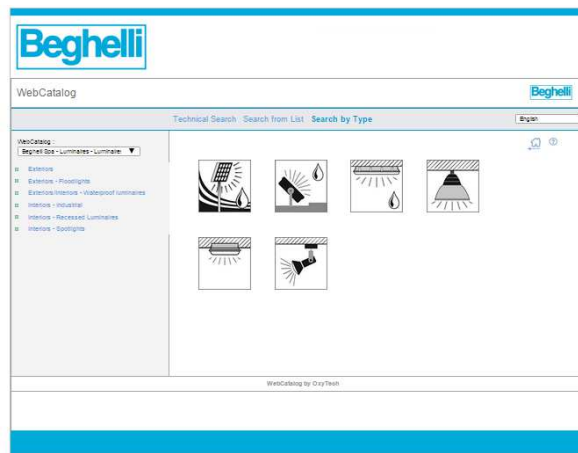 Beghelli
WebCatalog
Beghelli
Technical Search Search from List Search by Type
English
WebCatalog :
Beghelli Spa - Luminaires - Luminaire
Exteriors
Exteriors - Floodlights
Exteriors/Interiors - Waterproof luminaires
Interiors - Industrial
Interiors - Recessed Luminaires
Interiors - Spotlights
WebCatalog by OxyTech